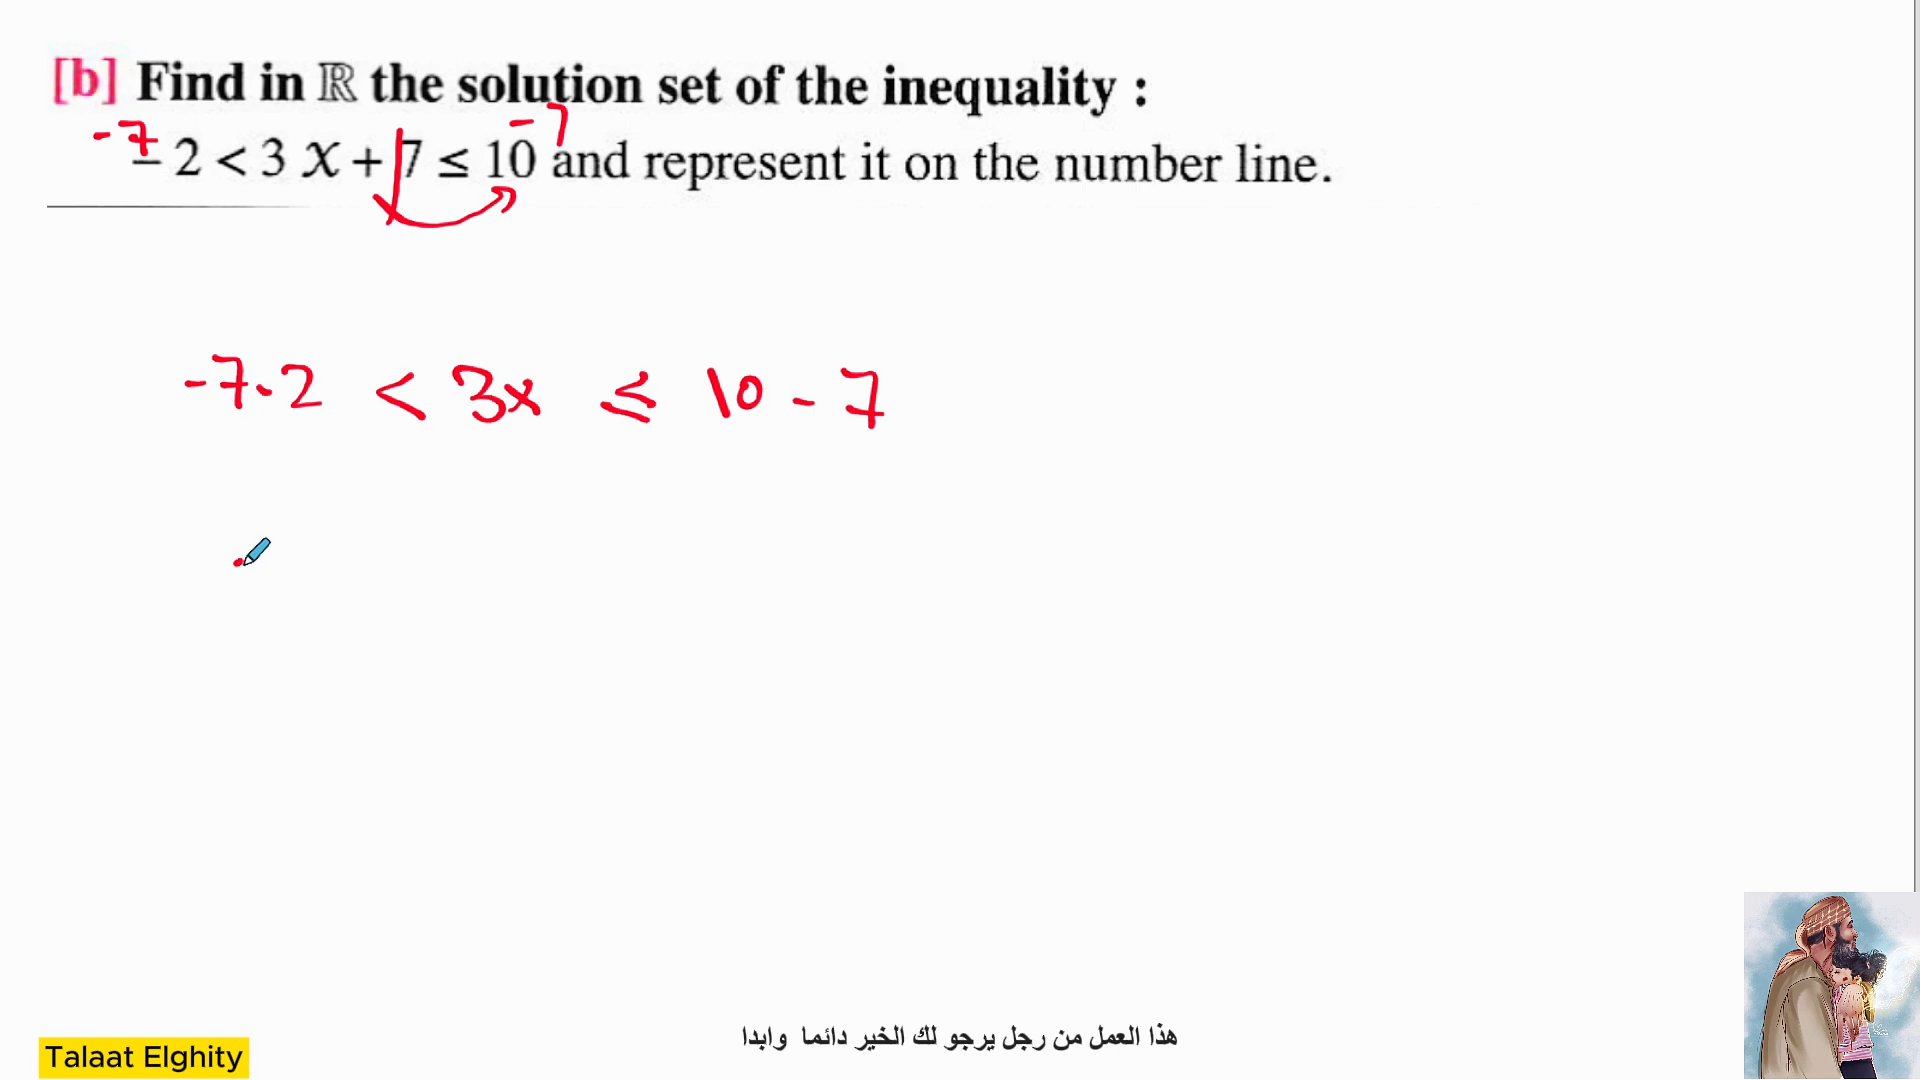 [b] Find in ℝ the solution set of the inequality :
-7 -7
– 2 < 3 x + 7 ≤ 10 and represent it on the number line.
-7-2 < 3x ≤ 10 - 7
هذا العمل من رجل يرجو لك الخير دائما وابدا
Talaat Elghity